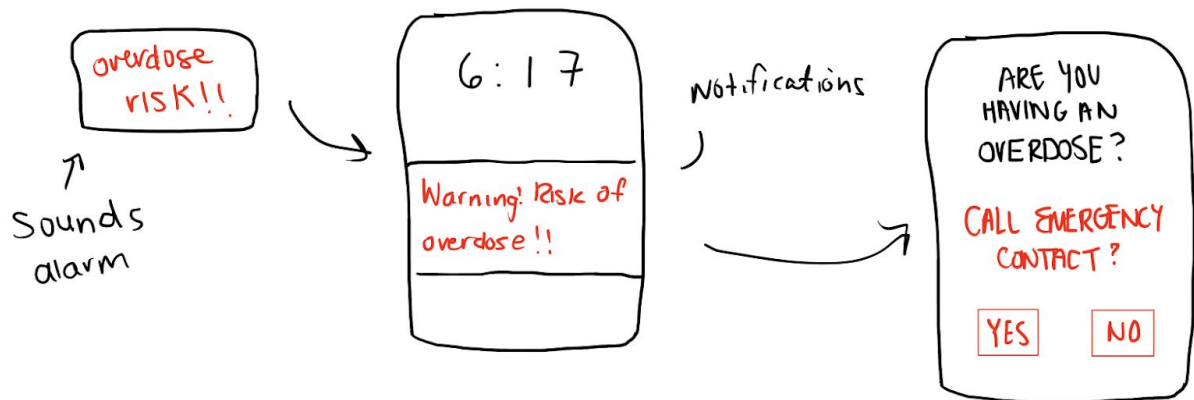 overdose
risk!!
Sounds
alarm
6:17
Warning! Risk of
overdose!!
Notifications
ARE YOU
HAVING AN
OVERDOSE?
CALL EMERGENCY
CONTACT?
YES
NO